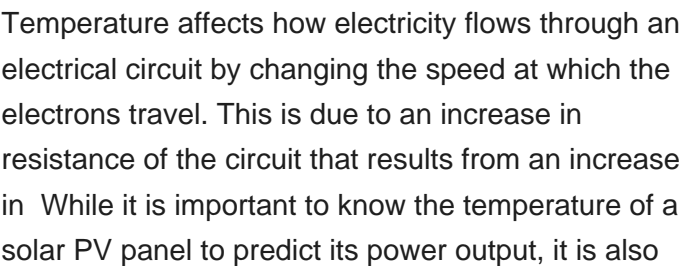 Temperature affects how electricity flows through an
electrical circuit by changing the speed at which the
electrons travel. This is due to an increase in
resistance of the circuit that results from an increase
in  While it is important to know the temperature of a
solar PV panel to predict its power output, it is also